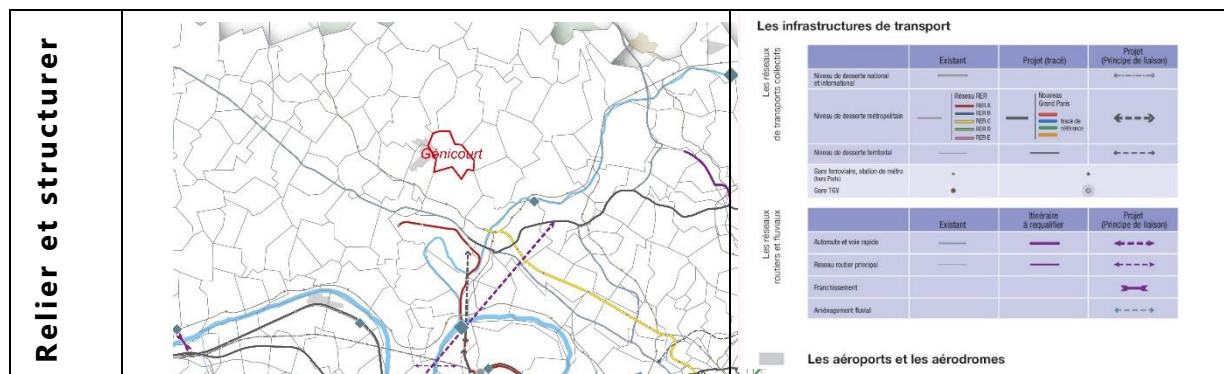 Relier et structurer
Génicourt
Les infrastructures de transport
Les réseaux
de transports collectifs
Existant
Projet (tracé)
Projet
(Principe de liaison)
Niveau de desserte national
et international
Niveau de desserte métropolitain
Réseau RER
RER A
RER B
RER C
RER D
RER E
Nouveau
Grand Paris
tracé de
référence
Niveau de desserte territorial
Gare ferroviaire, station de métro
(hors Paris)
Gare TGV
Les réseaux
routiers et fluviaux
Existant
Itinéraire
à requalifier
Projet
(Principe de liaison)
Autoroute et voie rapide
Réseau routier principal
Franchissement
Aménagement fluvial
Les aéroports et les aérodromes